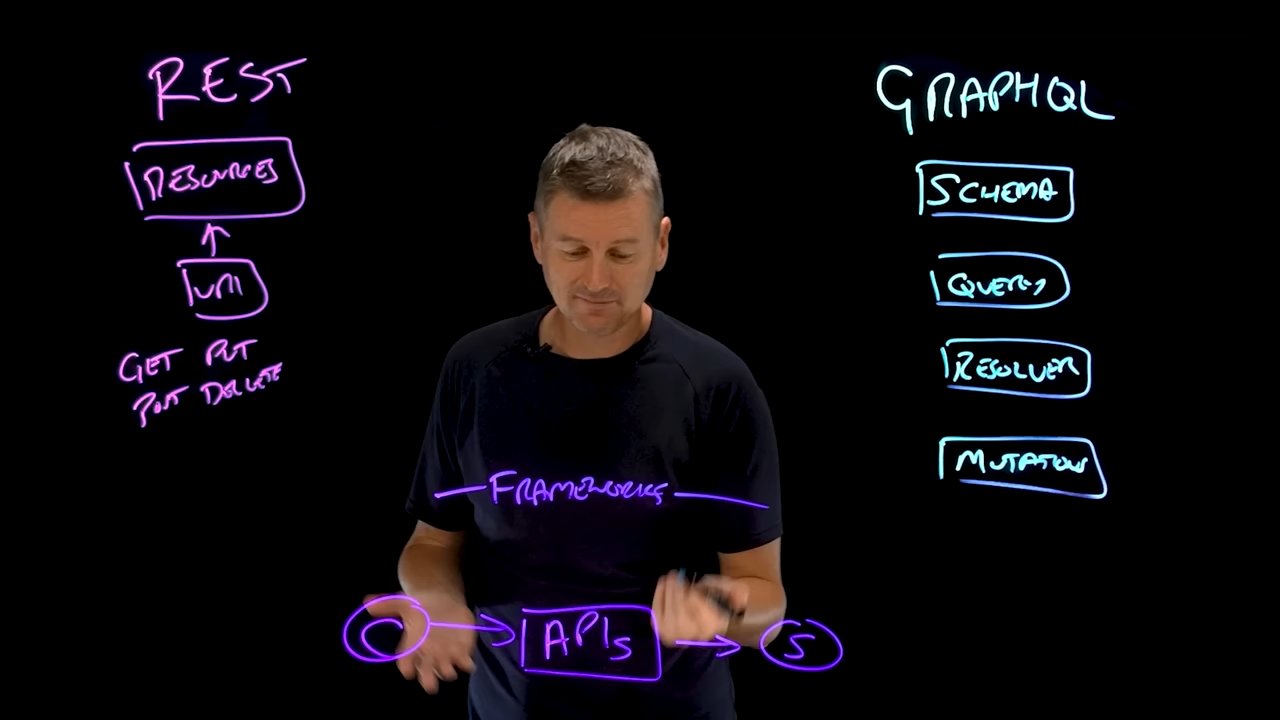 REST
RESOURCES
URI
GET PUT
POST DELETE
GRAPHQL
SCHEMA
QUERY
RESOLVER
MUTATION
FRAMEWORKS
C
APIs
S